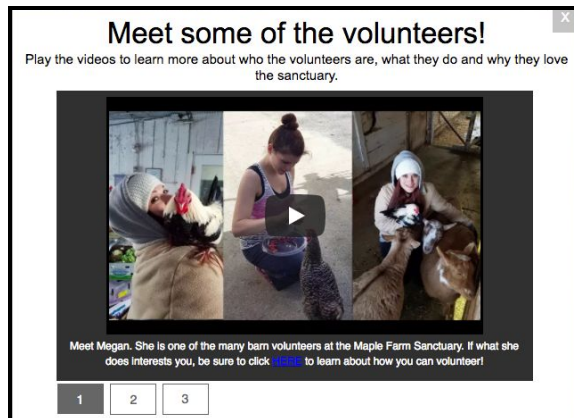 Meet some of the volunteers!
X
Play the videos to learn more about who the volunteers are, what they do and why they love
the sanctuary.
Meet Megan. She is one of the many barn volunteers at the Maple Farm Sanctuary. If what she
does interests you, be sure to click HERE to learn about how you can volunteer!
1 2 3